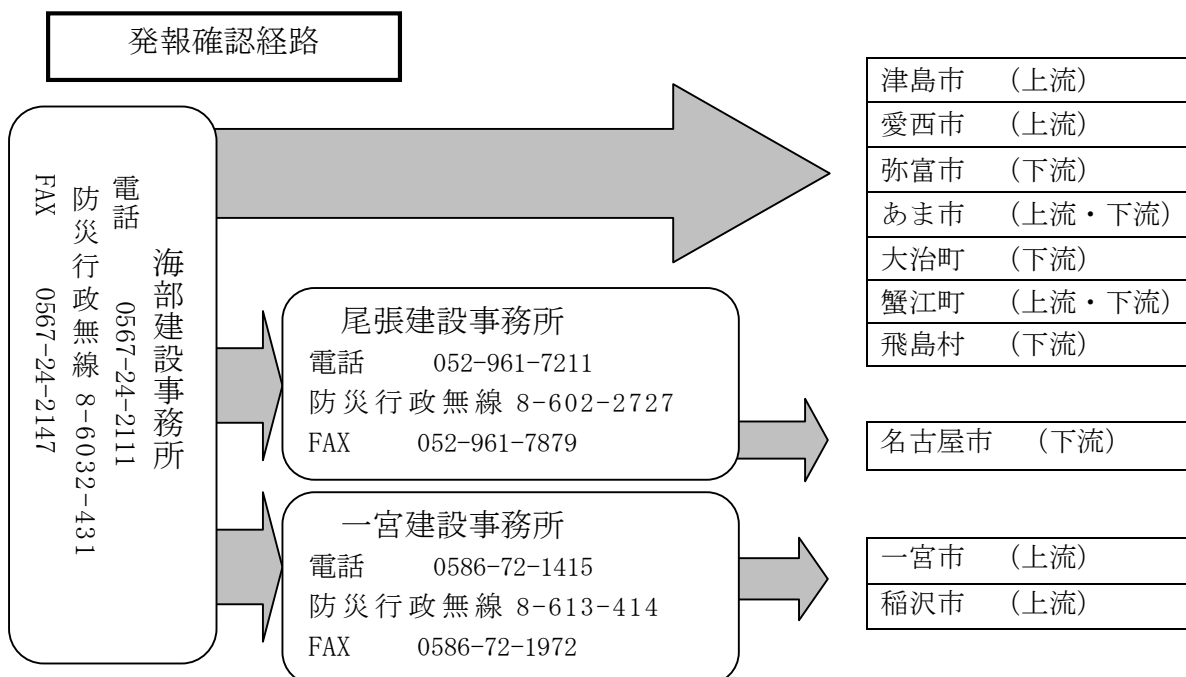 発報確認経路
海部建設事務所
電話 0567-24-2111
防災行政無線 8-6032-431
FAX 0567-24-2147
尾張建設事務所
電話 052-961-7211
防災行政無線 8-602-2727
FAX 052-961-7879
一宮建設事務所
電話 0586-72-1415
防災行政無線 8-613-414
FAX 0586-72-1972
津島市 （上流）
愛西市 （上流）
弥富市 （下流）
あま市 （上流・下流）
大治町 （下流）
蟹江町 （上流・下流）
飛島村 （下流）
名古屋市 （下流）
一宮市 （上流）
稲沢市 （上流）